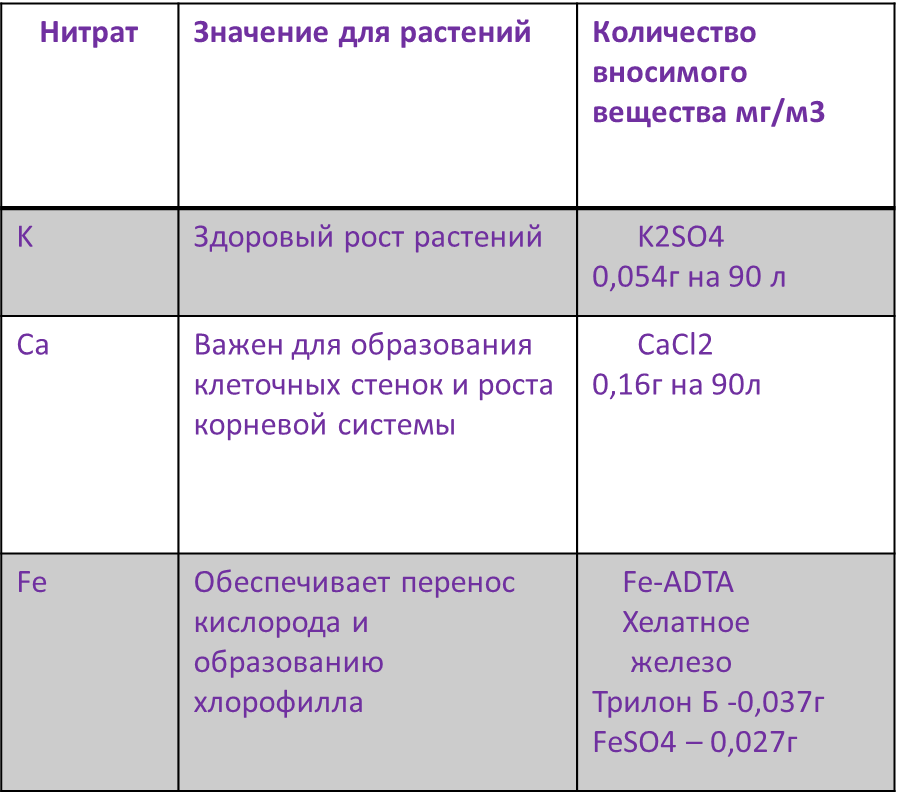 Нитрат
Значение для растений
Количество
вносимого
вещества мг/м3
K
Здоровый рост растений
K2SO4
0,054г на 90 л
Ca
Важен для образования
клеточных стенок и роста
корневой системы
CaCl2
0,16г на 90л
Fe
Обеспечивает перенос
кислорода и
образованию
хлорофилла
Fe-ADTA
Хелатное
железо
Трилон Б -0,037г
FeSO4 – 0,027г